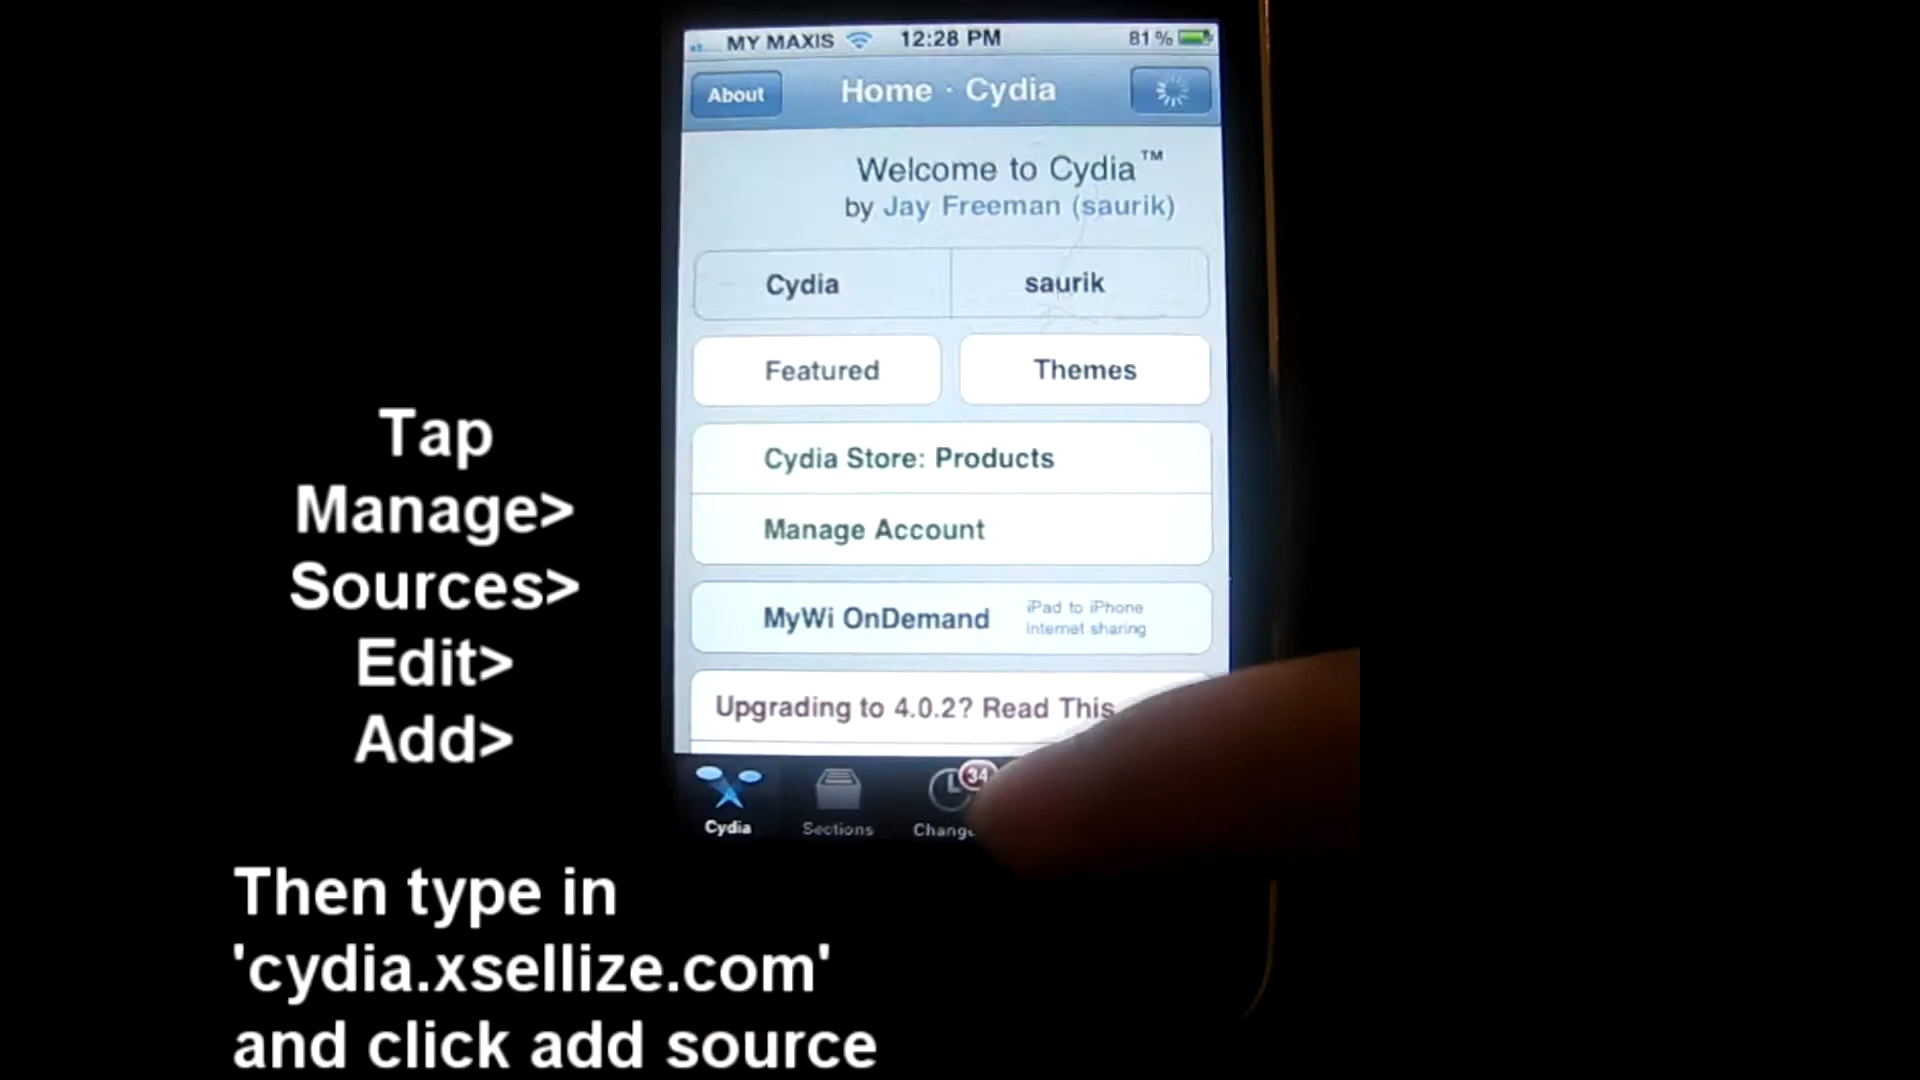 MY MAXIS 12:28 PM 81%
About Home · Cydia
Welcome to Cydia™
by Jay Freeman (saurik)
Cydia saurik
Featured Themes
Cydia Store: Products
Manage Account
MyWi OnDemand iPad to iPhone
Internet sharing
Upgrading to 4.0.2? Read This
34
Cydia Sections
Tap
Manage>
Sources>
Edit>
Add>
Then type in
'cydia.xsellize.com'
and click add source